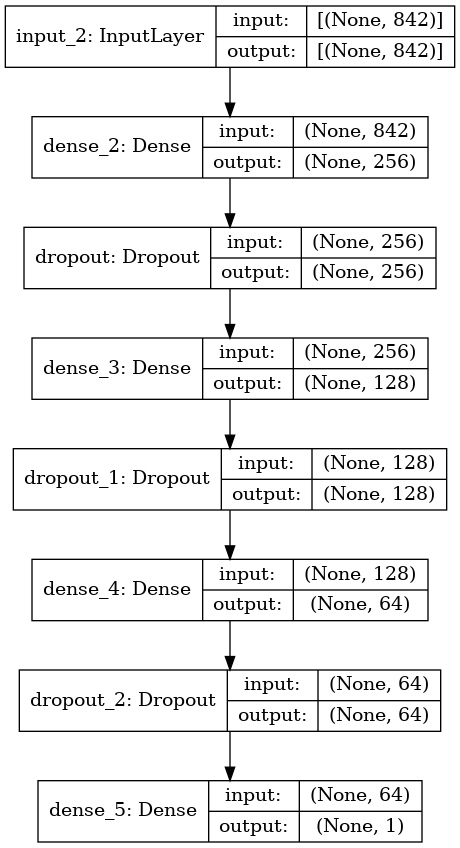 input_2: InputLayer input: [(None, 842)]
output: [(None, 842)]
dense_2: Dense input: (None, 842)
output: (None, 256)
dropout: Dropout input: (None, 256)
output: (None, 256)
dense_3: Dense input: (None, 256)
output: (None, 128)
dropout_1: Dropout input: (None, 128)
output: (None, 128)
dense_4: Dense input: (None, 128)
output: (None, 64)
dropout_2: Dropout input: (None, 64)
output: (None, 64)
dense_5: Dense input: (None, 64)
output: (None, 1)